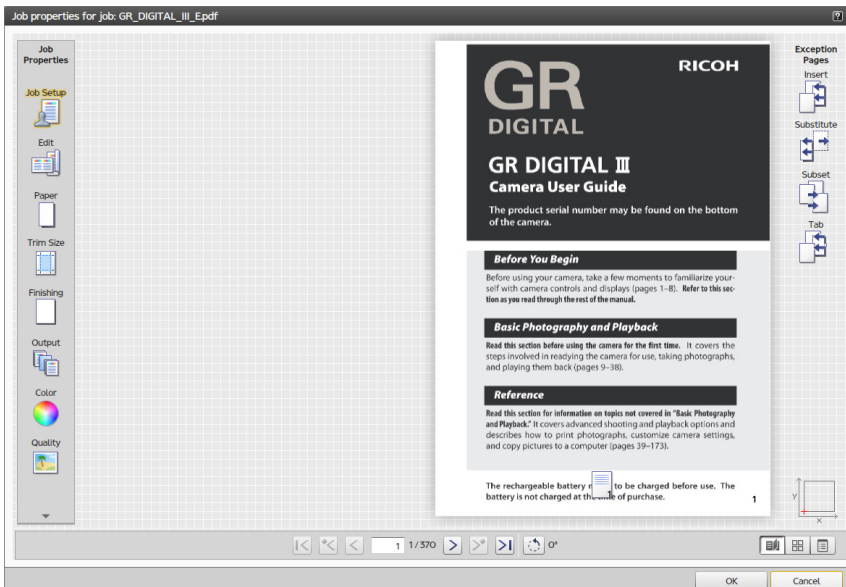 Job properties for job: GR_DIGITAL_III_E.pdf
?
Job
Properties
Job Setup
Edit
Paper
Trim Size
Finishing
Output
Color
Quality
GR
DIGITAL
RICOH
GR DIGITAL III
Camera User Guide
The product serial number may be found on the bottom
of the camera.
Before You Begin
Before using your camera, take a few moments to familiarize your-
self with camera controls and displays (pages 1–8). Refer to this sec-
tion as you read through the rest of the manual.
Basic Photography and Playback
Read this section before using the camera for the first time. It covers the
steps involved in readying the camera for use, taking photographs,
and playing them back (pages 9–38).
Reference
Read this section for information on topics not covered in "Basic Photography
and Playback." It covers advanced shooting and playback options and
describes how to print photographs, customize camera settings,
and copy pictures to a computer (pages 39–173).
The rechargeable battery to be charged before use. The
battery is not charged at the of purchase.
1
1
Exception
Pages
Insert
Substitute
Subset
Tab
y
x
1 1/370 0°
OK Cancel